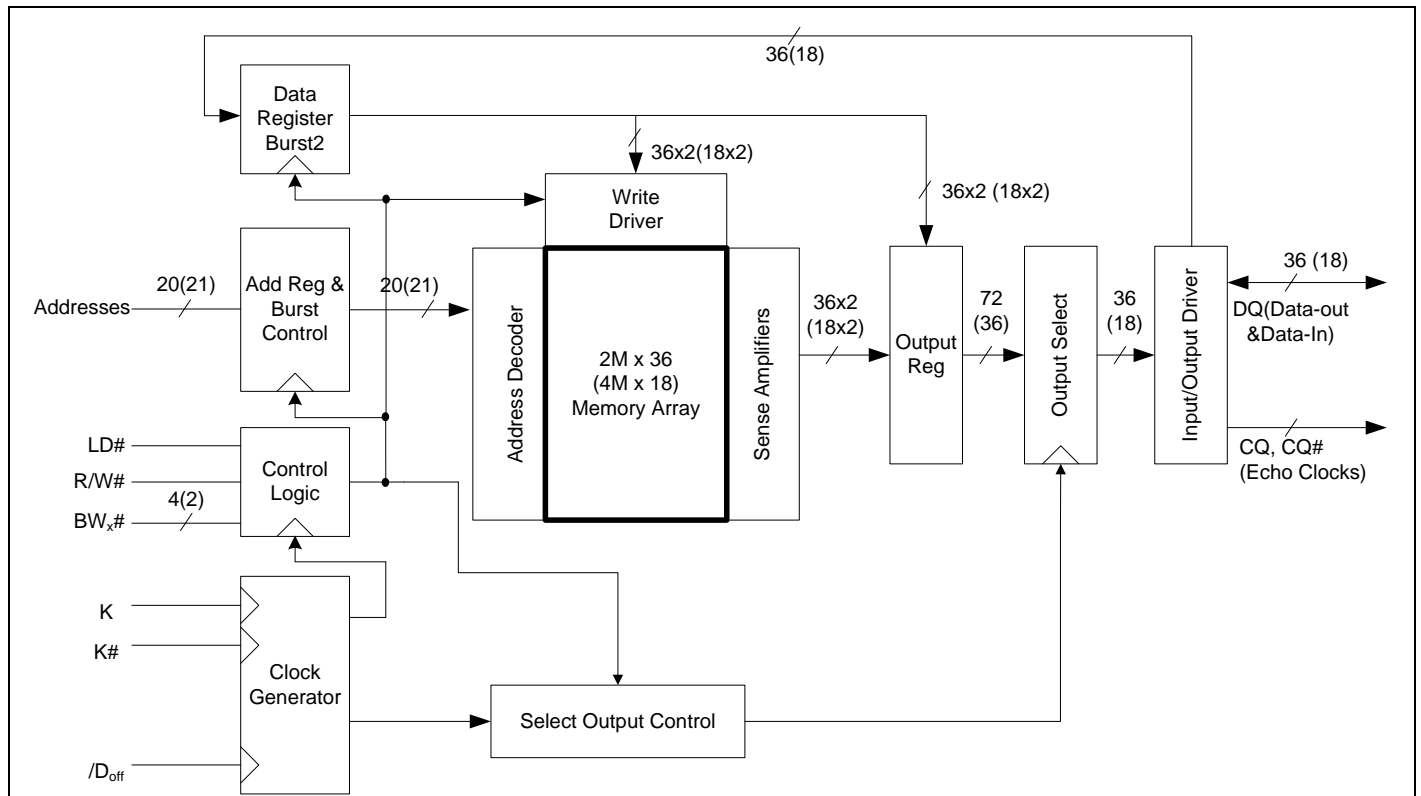 36(18)
Data
Register
Burst2
36x2(18x2)
36x2 (18x2)
Write
Driver
Addresses
20(21)
Add Reg &
Burst
Control
20(21)
Address Decoder
2M x 36
(4M x 18)
Memory Array
Sense Amplifiers
36x2
(18x2)
Output
Reg
72
(36)
Output Select
36
(18)
Input/Output Driver
36 (18)
DQ(Data-out
&Data-In)
CQ, CQ#
(Echo Clocks)
LD#
R/W#
BWx#
4(2)
Control
Logic
K
K#
/Doff
Clock
Generator
Select Output Control